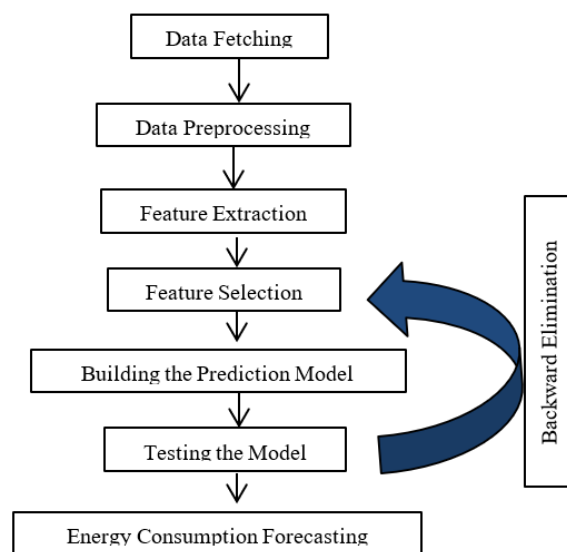 Data Fetching
Data Preprocessing
Feature Extraction
Feature Selection
Building the Prediction Model
Testing the Model
Energy Consumption Forecasting
Backward Elimination